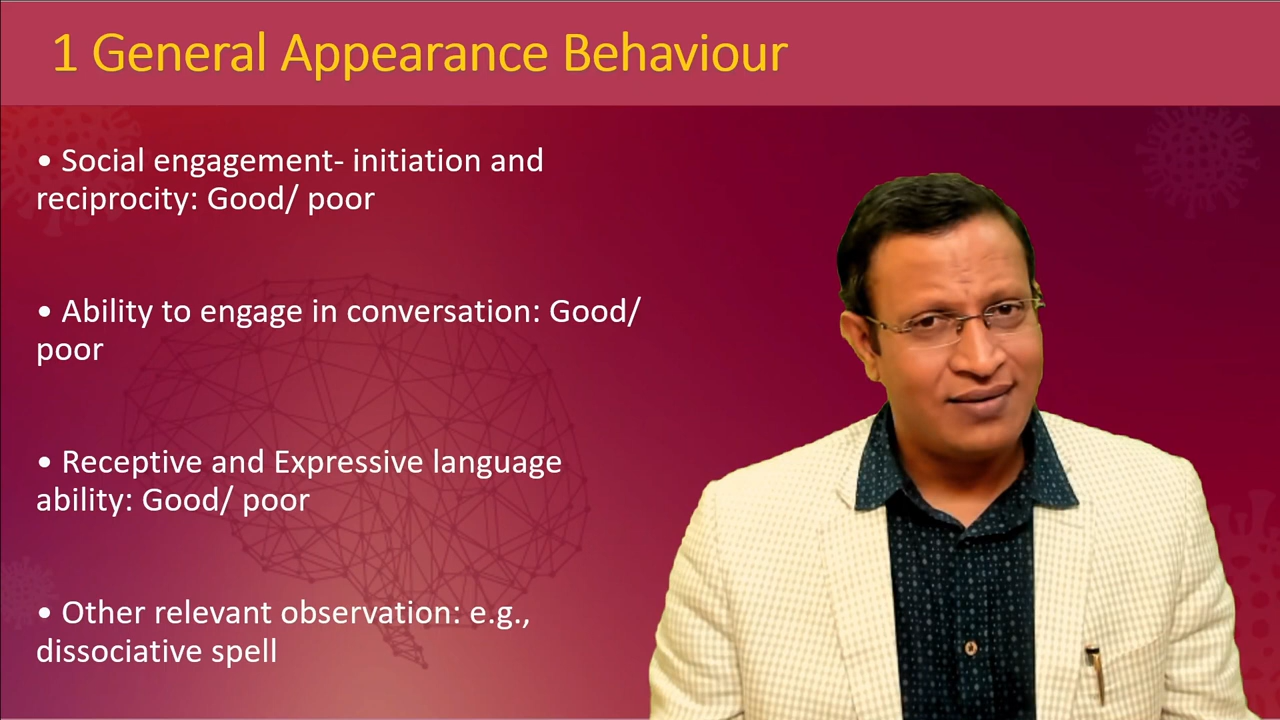 1 General Appearance Behaviour
• Social engagement- initiation and
reciprocity: Good/ poor
• Ability to engage in conversation: Good/
poor
• Receptive and Expressive language
ability: Good/ poor
• Other relevant observation: e.g.,
dissociative spell